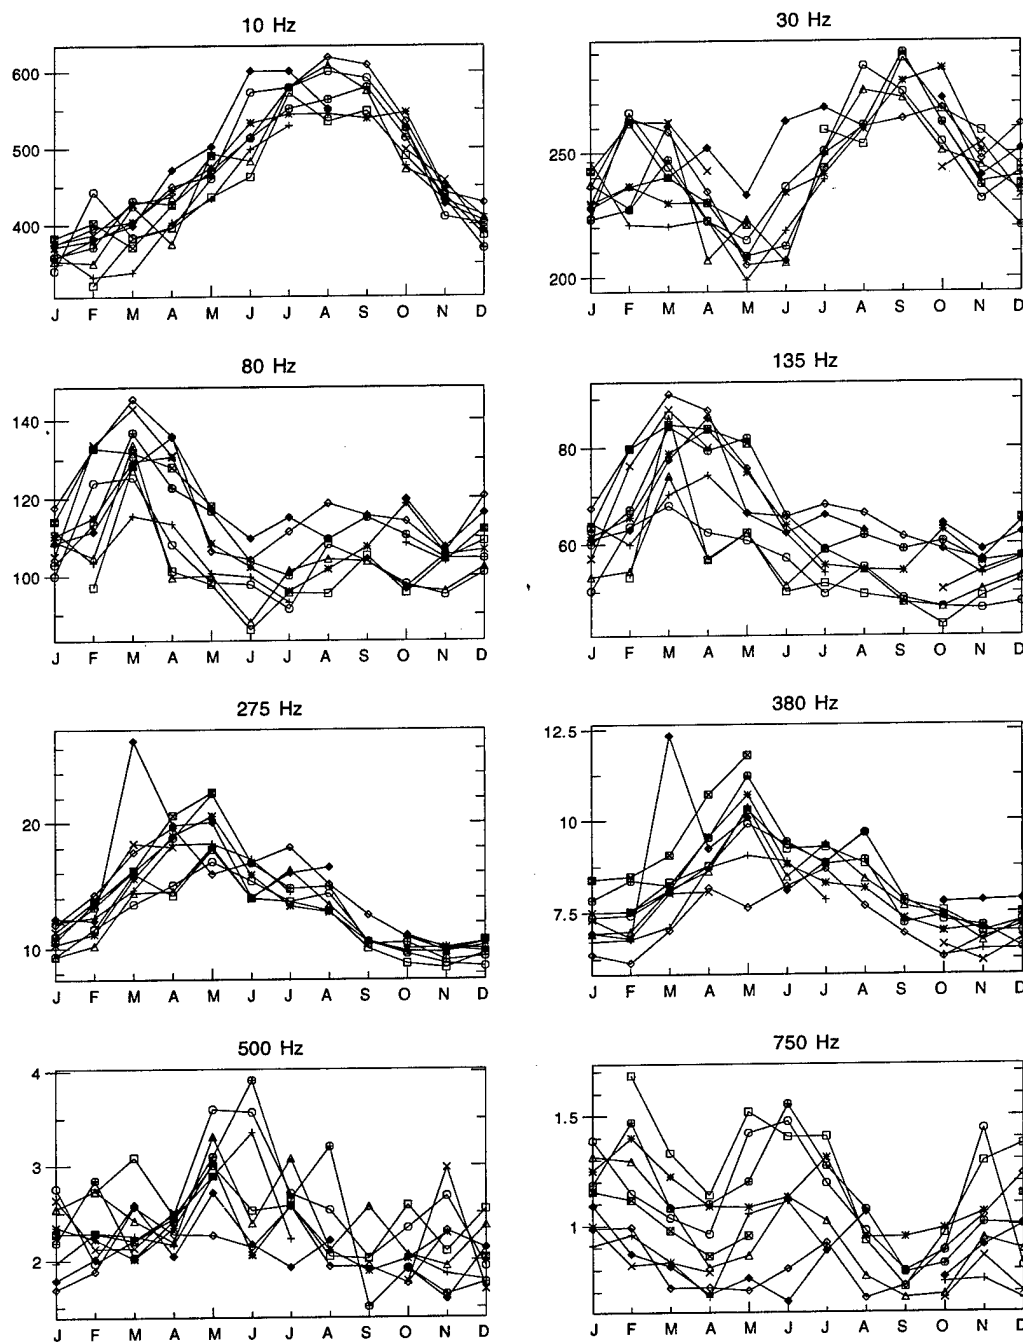 10 Hz
30 Hz
600
500
400
J F M A M J J A S O N D
250
200
J F M A M J J A S O N D
80 Hz
135 Hz
140
120
100
J F M A M J J A S O N D
80
60
J F M A M J J A S O N D
275 Hz
380 Hz
20
10
J F M A M J J A S O N D
12.5
10
7.5
J F M A M J J A S O N D
500 Hz
750 Hz
4
3
2
J F M A M J J A S O N D
1.5
1
J F M A M J J A S O N D